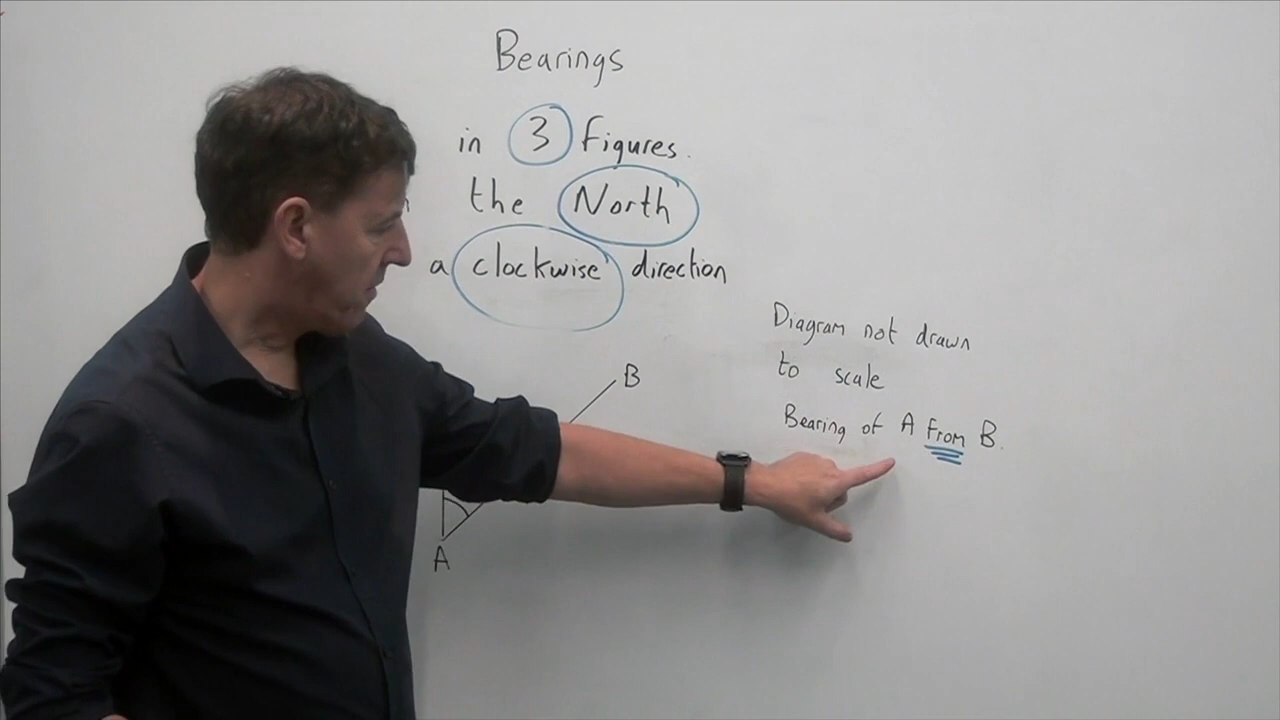 Bearings
in 3 figures.
the North
a clockwise direction
Diagram not drawn
to scale
Bearing of A from B.
B
A